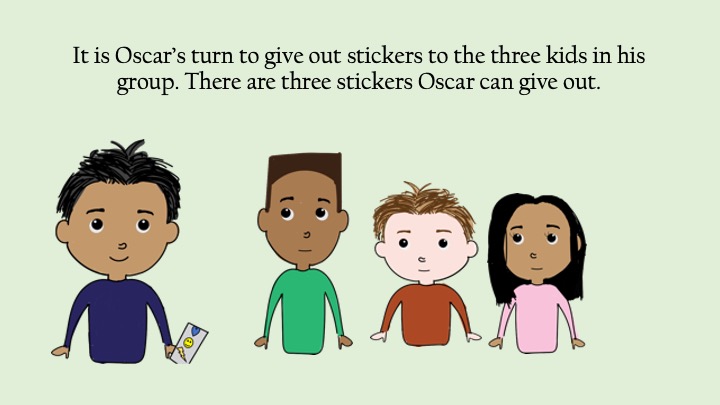 It is Oscar’s turn to give out stickers to the three kids in his
group. There are three stickers Oscar can give out.